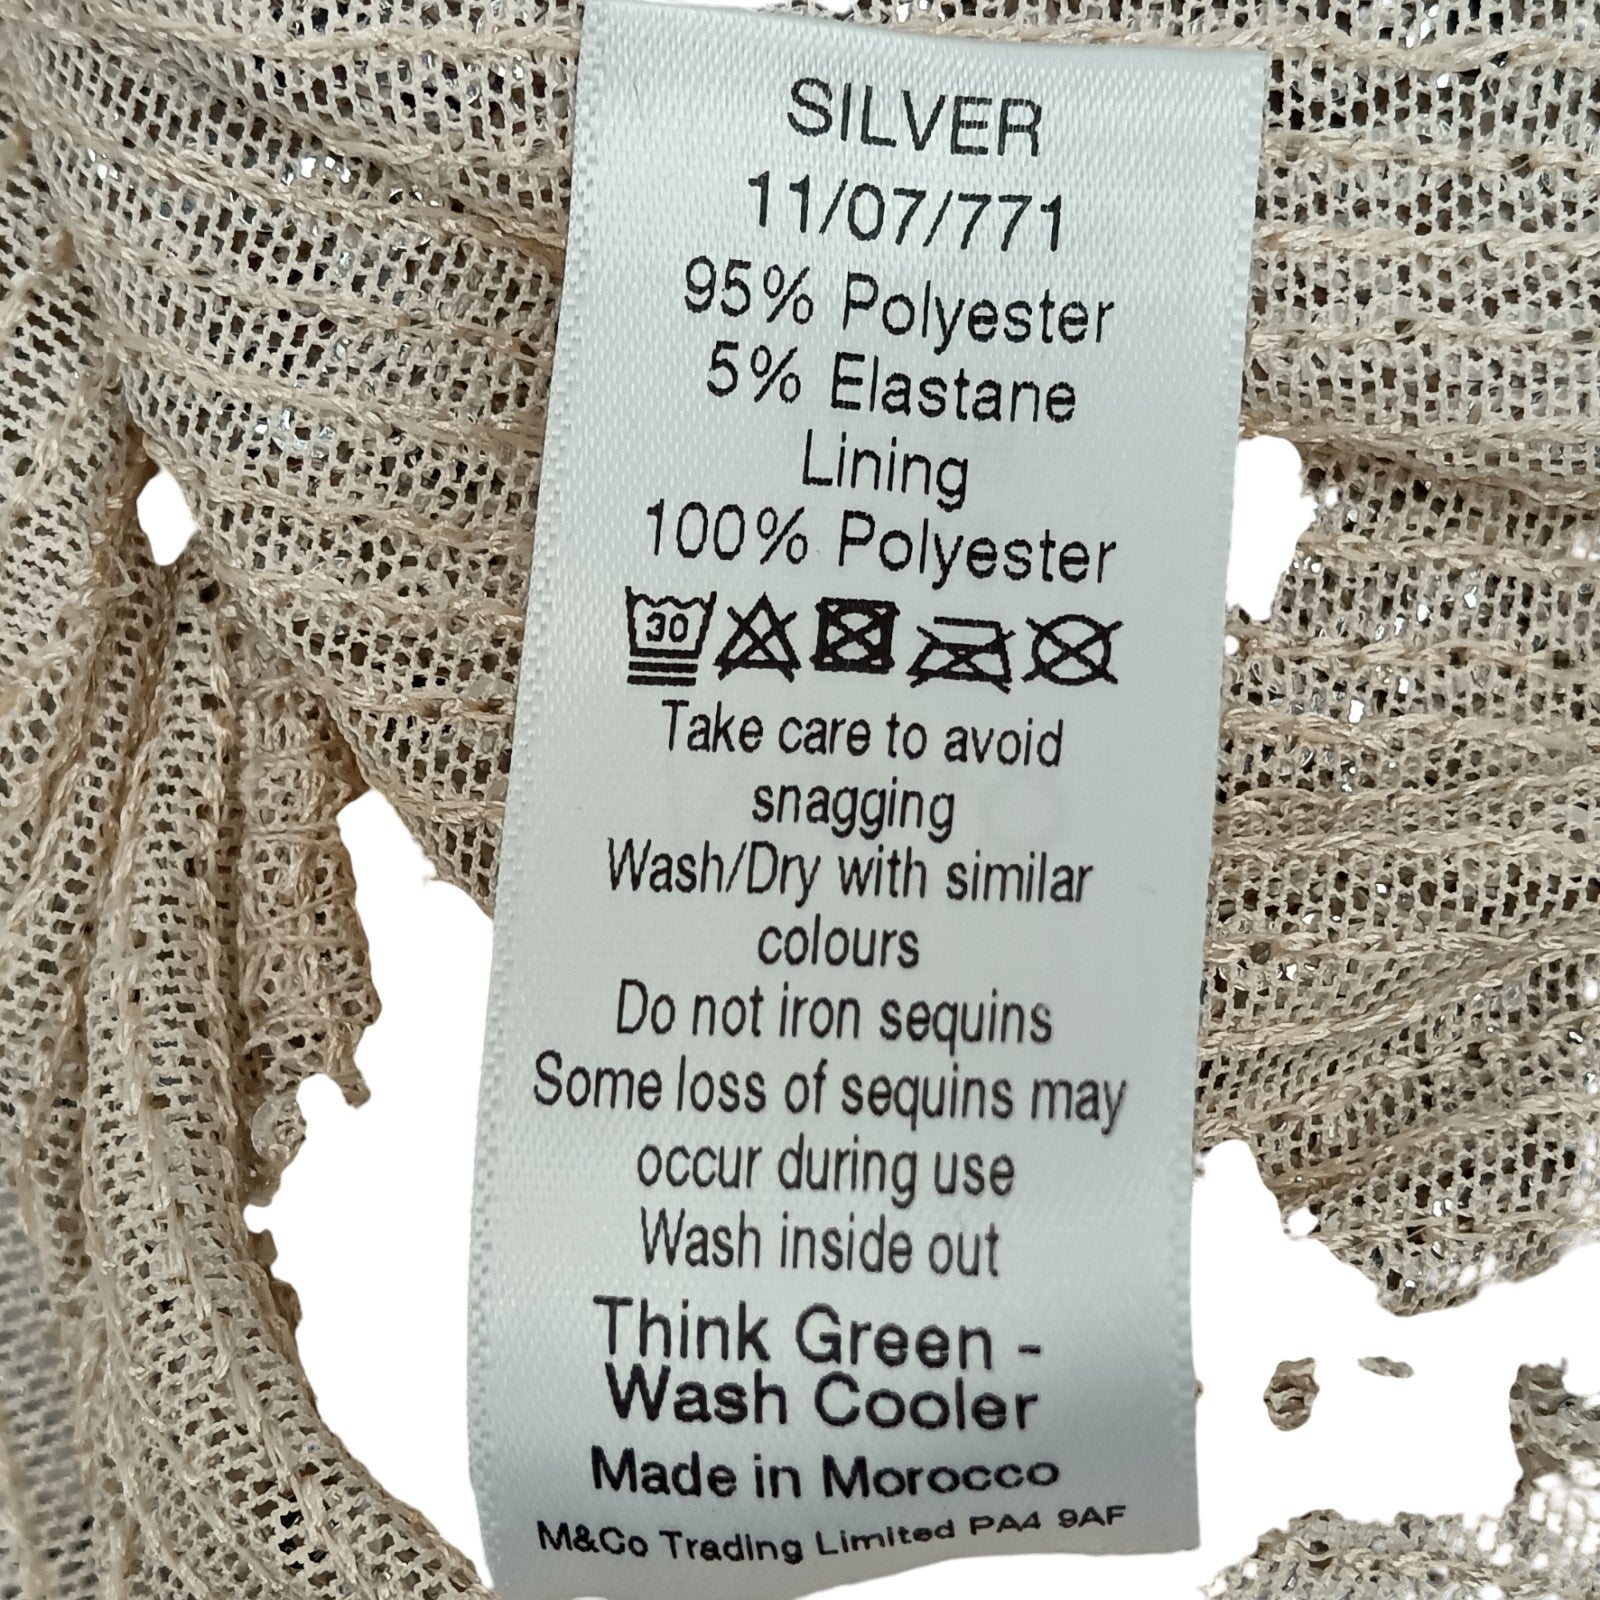 SILVER
11/07/771
95% Polyester
5% Elastane
Lining
100% Polyester
30
Take care to avoid
snagging
Wash/Dry with similar
colours
Do not iron sequins
Some loss of sequins may
occur during use
Wash inside out
Think Green -
Wash Cooler
Made in Morocco
M&Co Trading Limited PA4 9AF